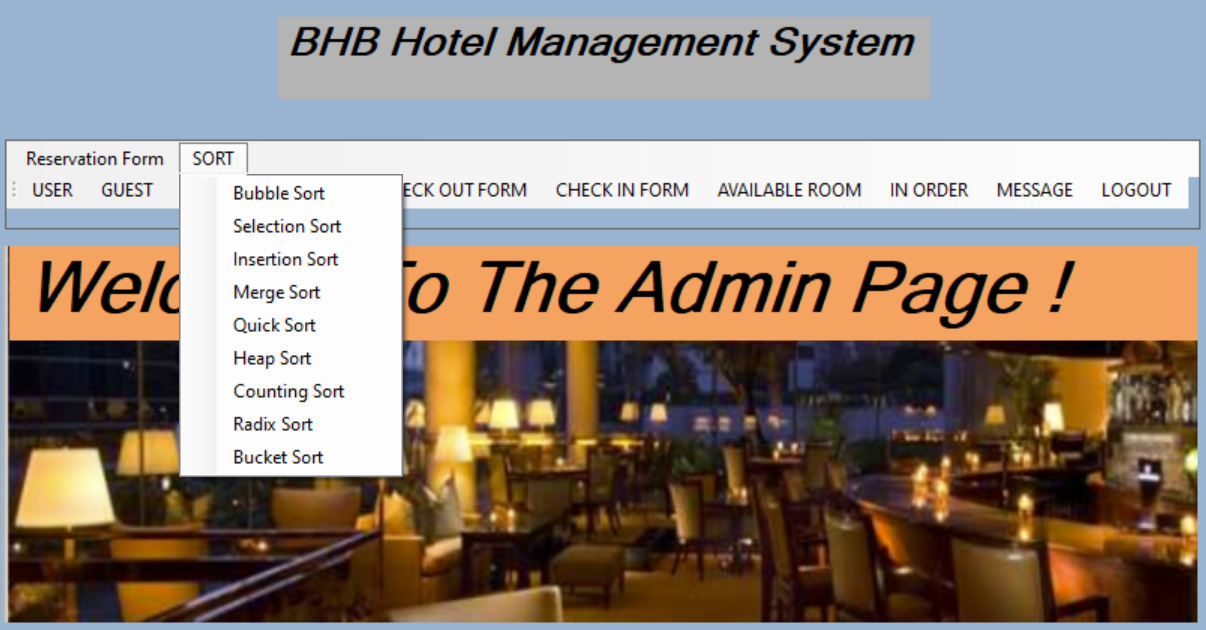 BHB Hotel Management System
Reservation Form SORT
USER GUEST ECK OUT FORM CHECK IN FORM AVAILABLE ROOM IN ORDER MESSAGE LOGOUT
Bubble Sort
Selection Sort
Insertion Sort
Merge Sort
Quick Sort
Heap Sort
Counting Sort
Radix Sort
Bucket Sort
Welc To The Admin Page !